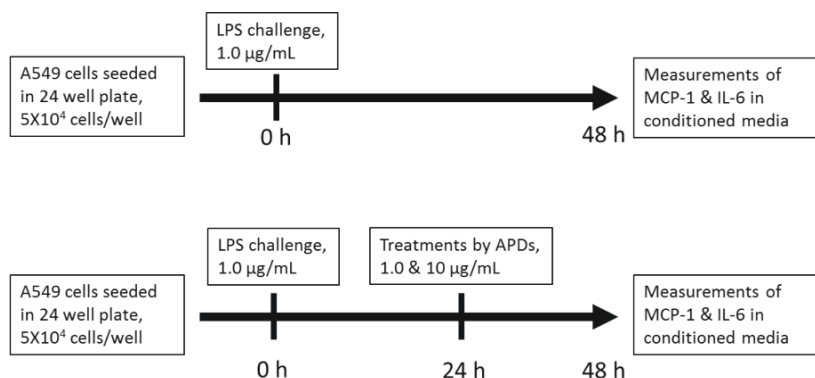 LPS challenge,
1.0 µg/mL
A549 cells seeded
in 24 well plate,
5X10⁴ cells/well
Measurements of
MCP-1 & IL-6 in
conditioned media
0 h
48 h
LPS challenge,
1.0 µg/mL
Treatments by APDs,
1.0 & 10 µg/mL
A549 cells seeded
in 24 well plate,
5X10⁴ cells/well
Measurements of
MCP-1 & IL-6 in
conditioned media
0 h
24 h
48 h